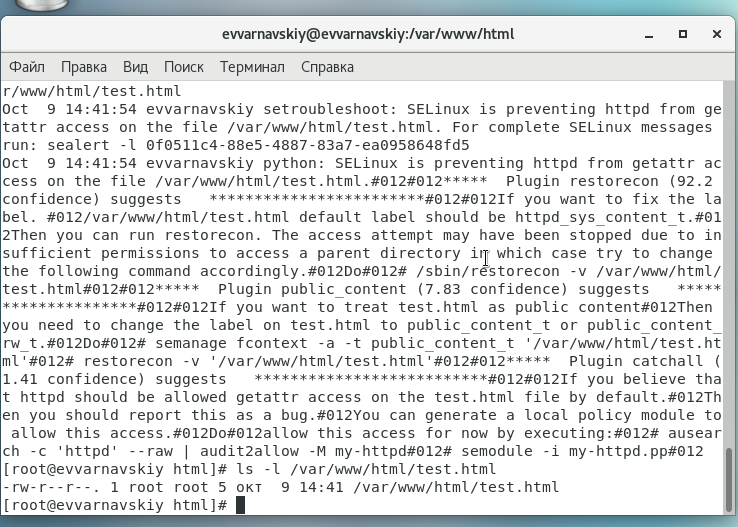 evvarnavskiy@evvarnavskiy:/var/www/html
Файл Правка Вид Поиск Терминал Справка
r/www/html/test.html
Oct  9 14:41:54 evvarnavskiy setroubleshoot: SELinux is preventing httpd from ge
tattr access on the file /var/www/html/test.html. For complete SELinux messages
run: sealert -l 0f0511c4-88e5-4887-83a7-ea0958648fd5
Oct  9 14:41:54 evvarnavskiy python: SELinux is preventing httpd from getattr ac
cess on the file /var/www/html/test.html.#012#012*****  Plugin restorecon (92.2
confidence) suggests   ************************#012#012If you want to fix the la
bel. #012/var/www/html/test.html default label should be httpd_sys_content_t.#01
2Then you can run restorecon. The access attempt may have been stopped due to in
sufficient permissions to access a parent directory in which case try to change
the following command accordingly.#012Do#012# /sbin/restorecon -v /var/www/html/
test.html#012#012*****  Plugin public_content (7.83 confidence) suggests   *****
***************#012#012If you want to treat test.html as public content#012Then
you need to change the label on test.html to public_content_t or public_content_
rw_t.#012Do#012# semanage fcontext -a -t public_content_t '/var/www/html/test.ht
ml'#012# restorecon -v '/var/www/html/test.html'#012#012*****  Plugin catchall (
1.41 confidence) suggests   **************************#012#012If you believe tha
t httpd should be allowed getattr access on the test.html file by default.#012Th
en you should report this as a bug.#012You can generate a local policy module to
 allow this access.#012Do#012allow this access for now by executing:#012# ausear
ch -c 'httpd' --raw | audit2allow -M my-httpd#012# semodule -i my-httpd.pp#012
[root@evvarnavskiy html]# ls -l /var/www/html/test.html
-rw-r--r--. 1 root root 5 окт  9 14:41 /var/www/html/test.html
[root@evvarnavskiy html]#